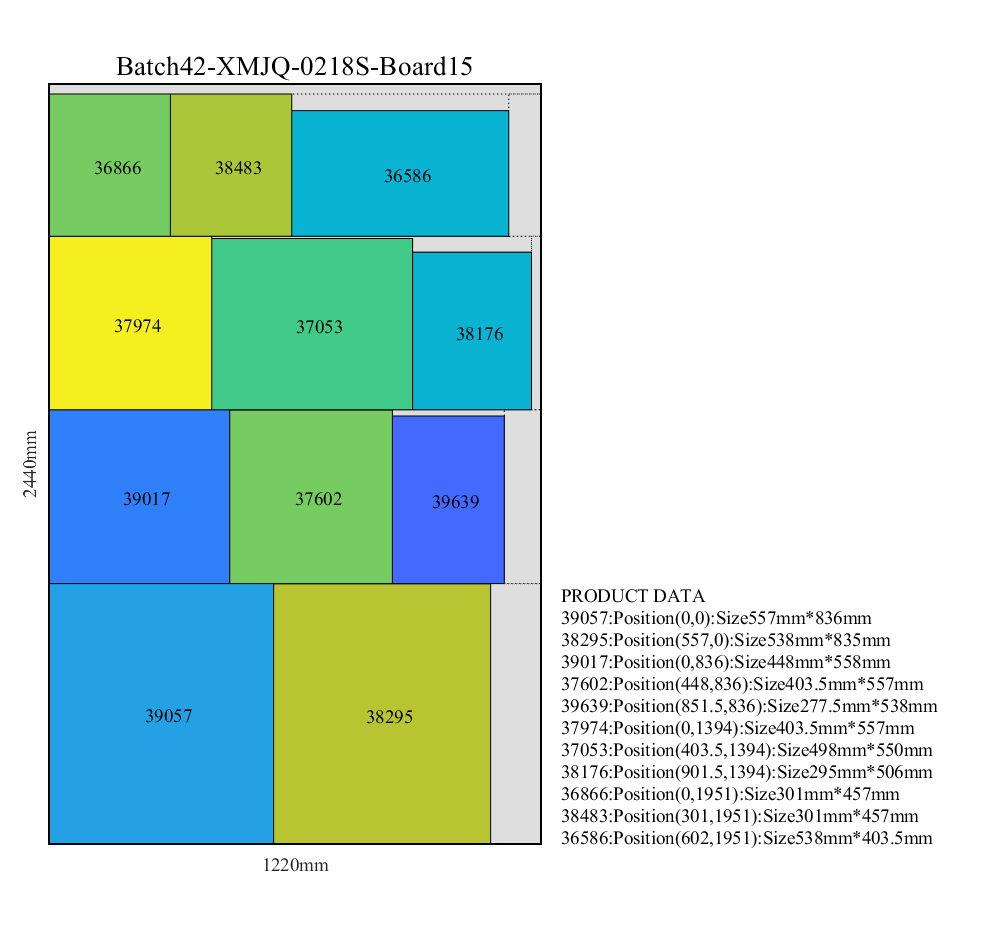 Batch42-XMJQ-0218S-Board15
36866
38483
36586
37974
37053
38176
39017
37602
39639
39057
38295
2440mm
1220mm
PRODUCT DATA
39057:Position(0,0):Size557mm*836mm
38295:Position(557,0):Size538mm*835mm
39017:Position(0,836):Size448mm*558mm
37602:Position(448,836):Size403.5mm*557mm
39639:Position(851.5,836):Size277.5mm*538mm
37974:Position(0,1394):Size403.5mm*557mm
37053:Position(403.5,1394):Size498mm*550mm
38176:Position(901.5,1394):Size295mm*506mm
36866:Position(0,1951):Size301mm*457mm
38483:Position(301,1951):Size301mm*457mm
36586:Position(602,1951):Size538mm*403.5mm